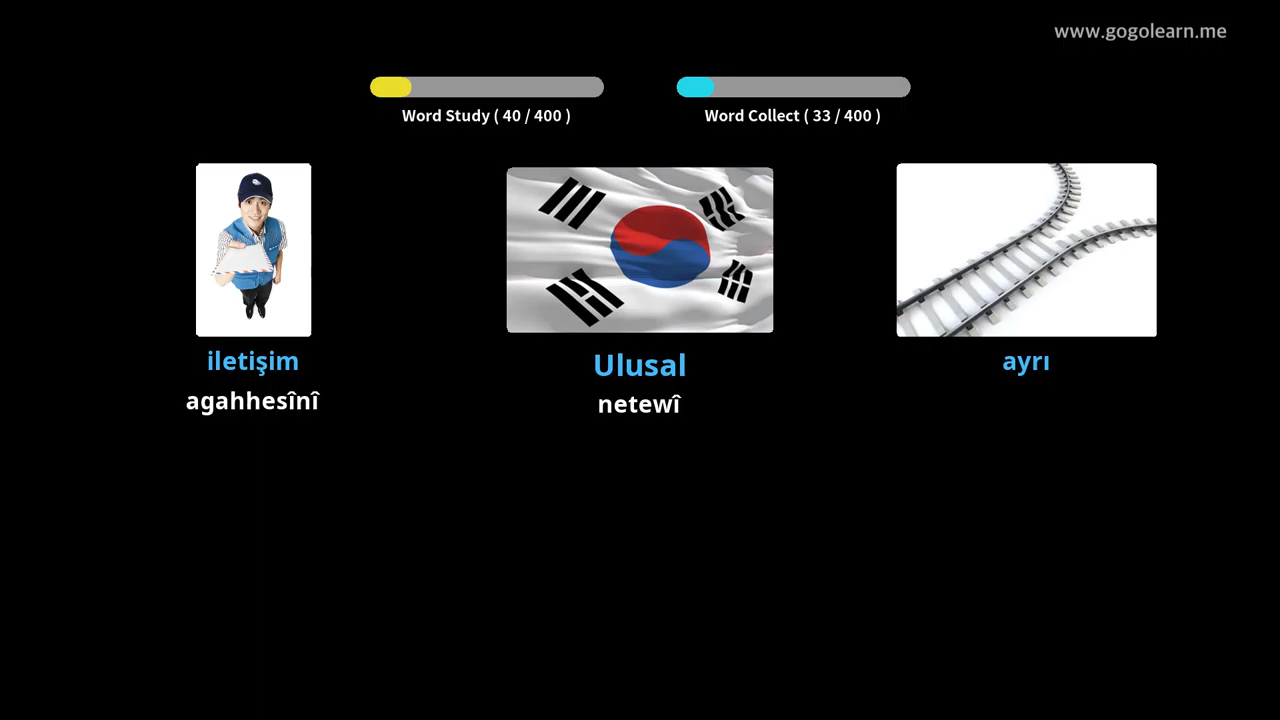 www.gogolearn.me
Word Study ( 40 / 400 )
Word Collect ( 33 / 400 )
iletişim
agahhesînî
Ulusal
netewî
ayrı